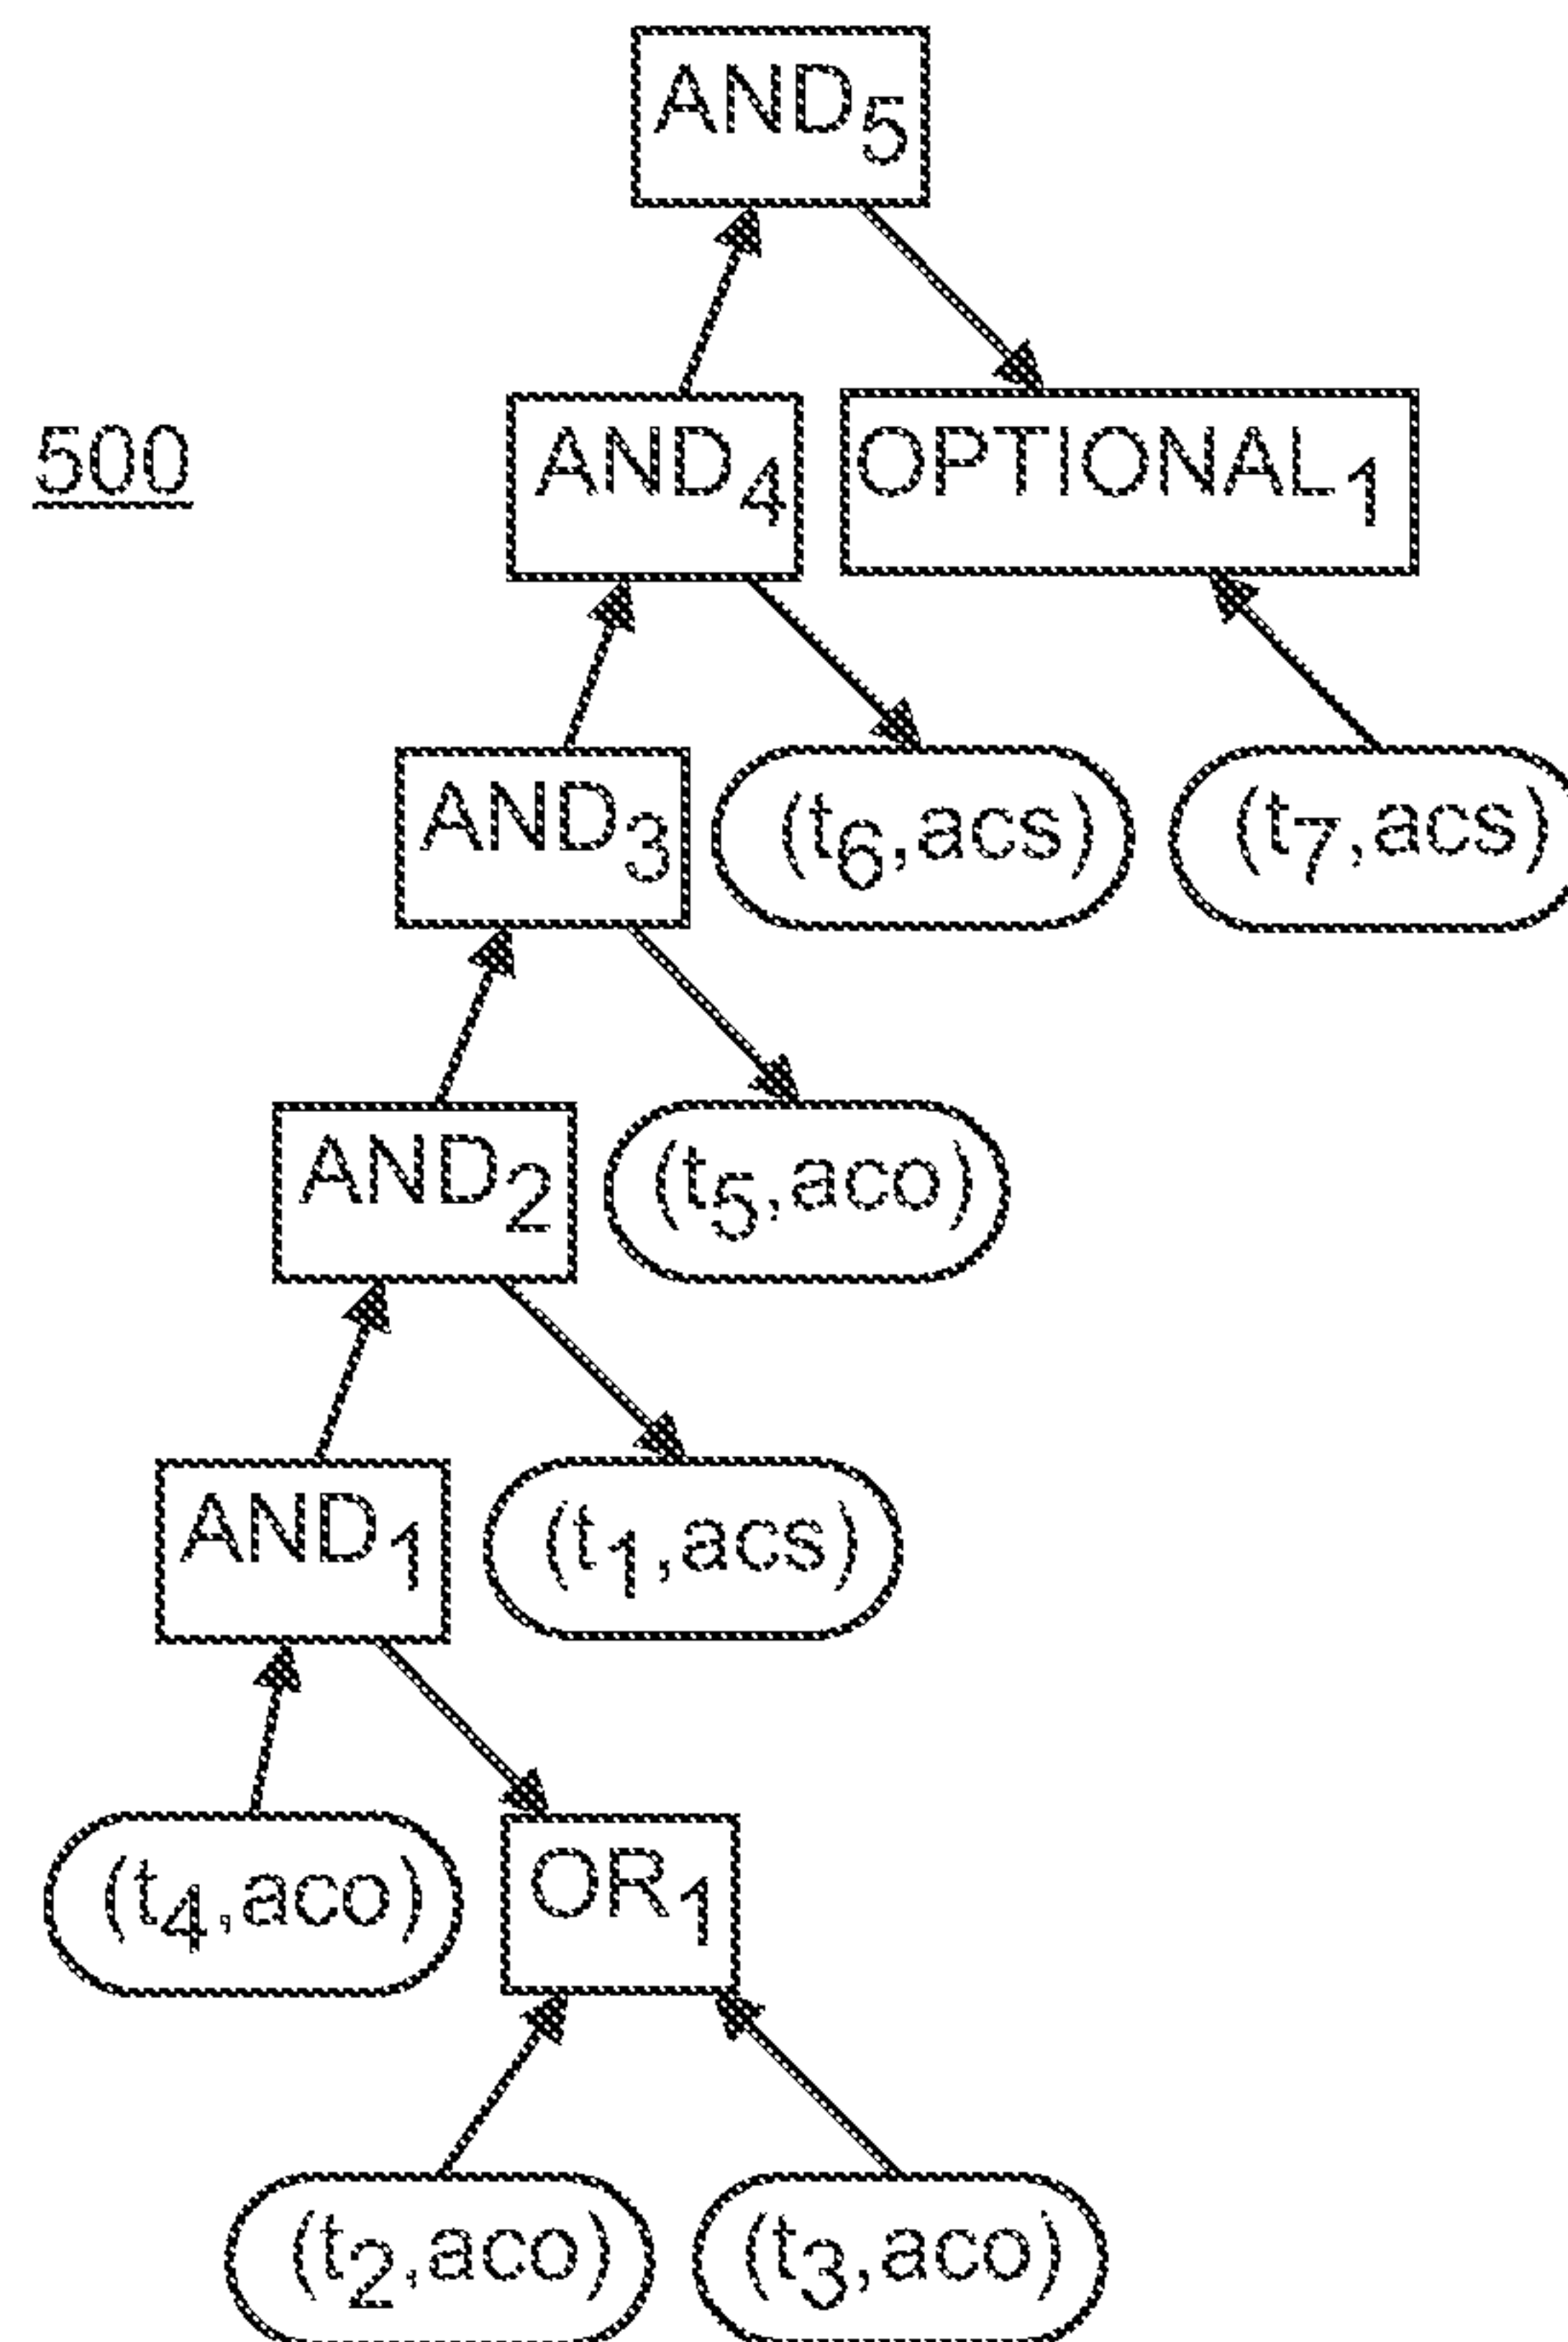 AND5
500
AND4 OPTIONAL1
AND3 (t6,acs) (t7,acs)
AND2 (t5,aco)
AND1 (t1,acs)
(t4,aco) OR1
(t2,aco) (t3,aco)